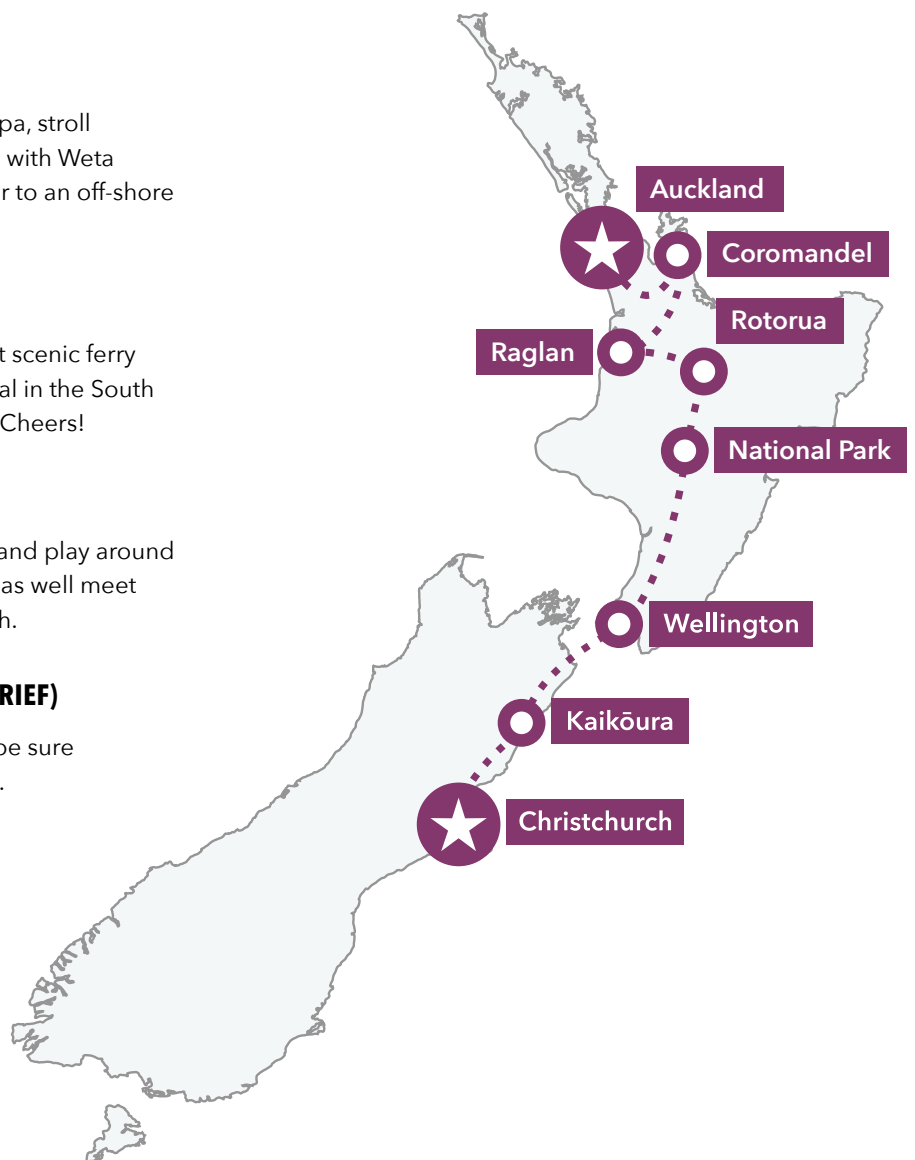 pa, stroll
with Weta
r to an off-shore
t scenic ferry
al in the South
Cheers!
and play around
as well meet
h.
RIEF)
be sure
.
Auckland
Coromandel
Rotorua
Raglan
National Park
Wellington
Kaikōura
Christchurch